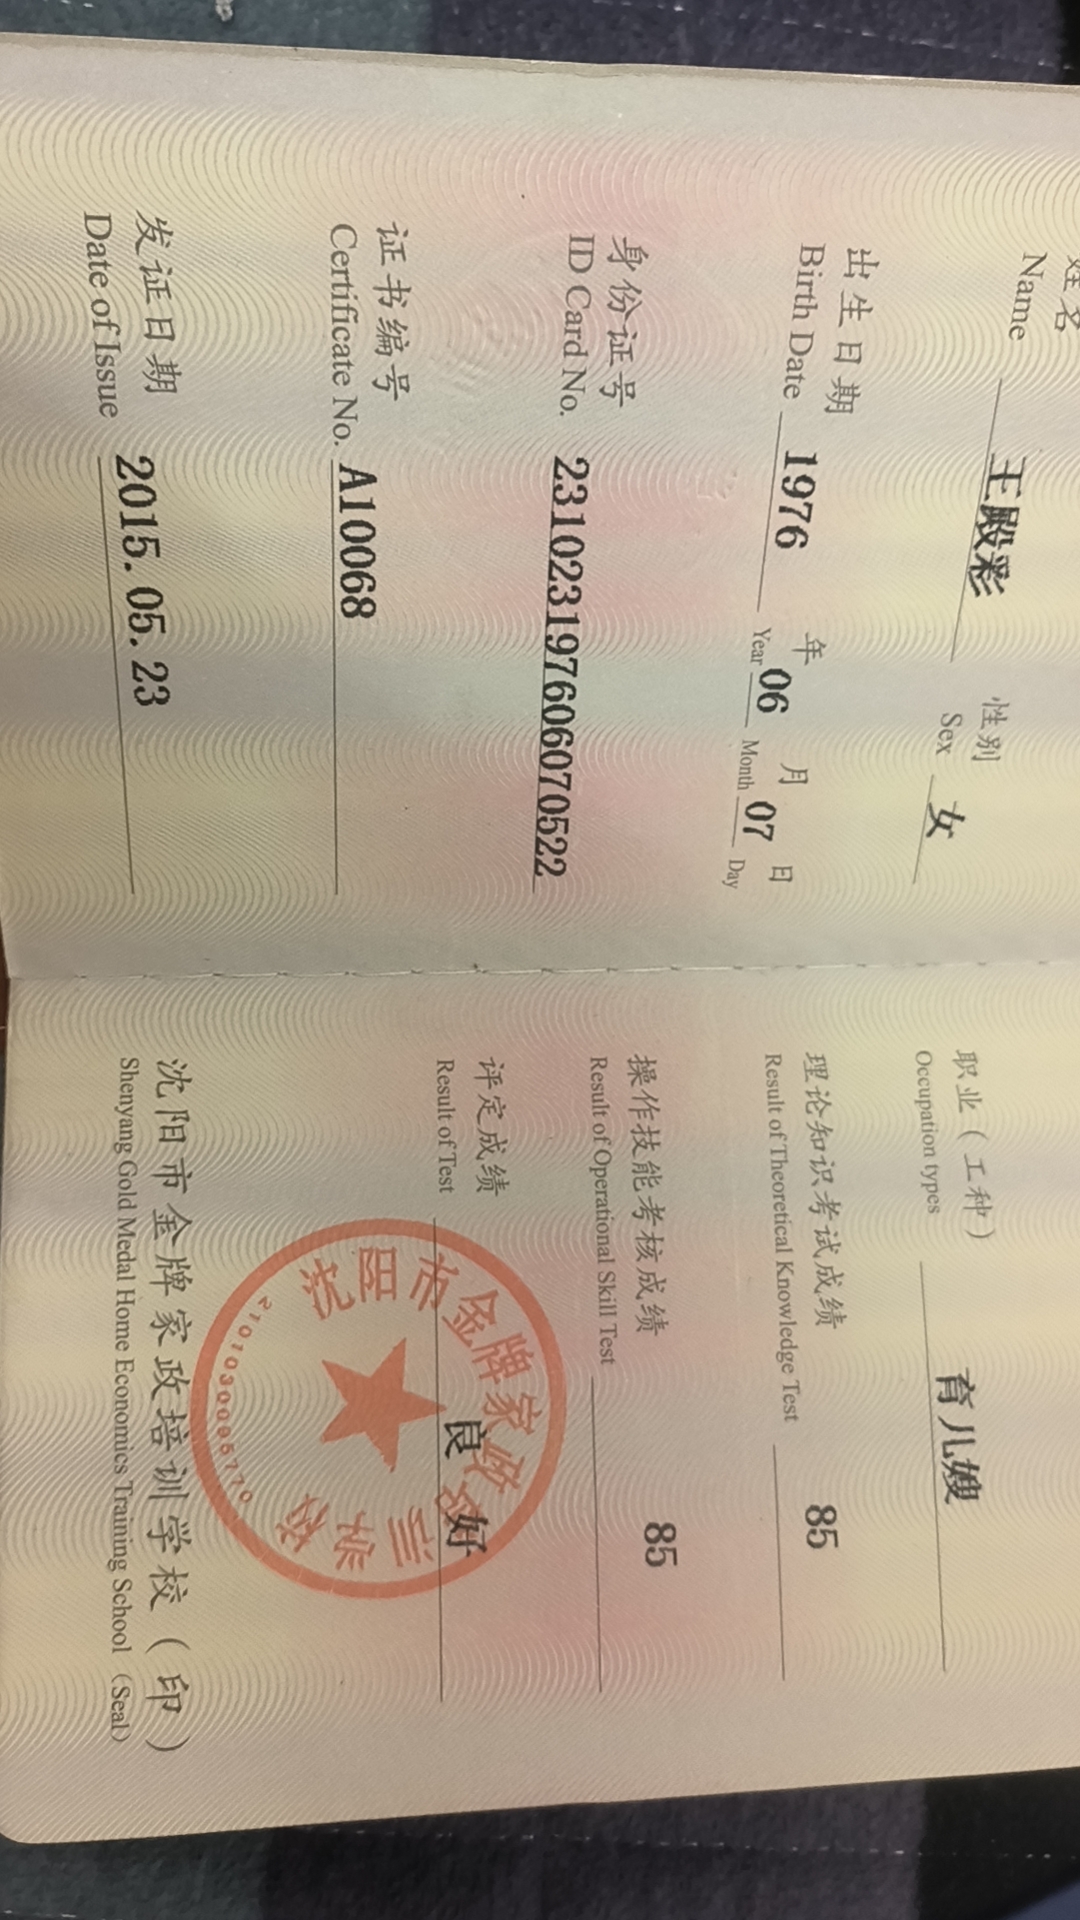 姓名 王殿彩 性别 女
Name Sex
出生日期 1976 年 06 月 07 日
Birth Date Year Month Day
身份证号
ID Card No. 231023197606070522
证书编号
Certificate No. A10068
发证日期
Date of Issue 2015.05.23
职业（工种） 育儿嫂
Occupation types
理论知识考试成绩 85
Result of Theoretical Knowledge Test
操作技能考核成绩 85
Result of Operational Skill Test
评定成绩 良好
Result of Test
沈阳市金牌家政培训学校
2101030095770
沈阳市金牌家政培训学校（印）
Shenyang Gold Medal Home Economics Training School（Seal）